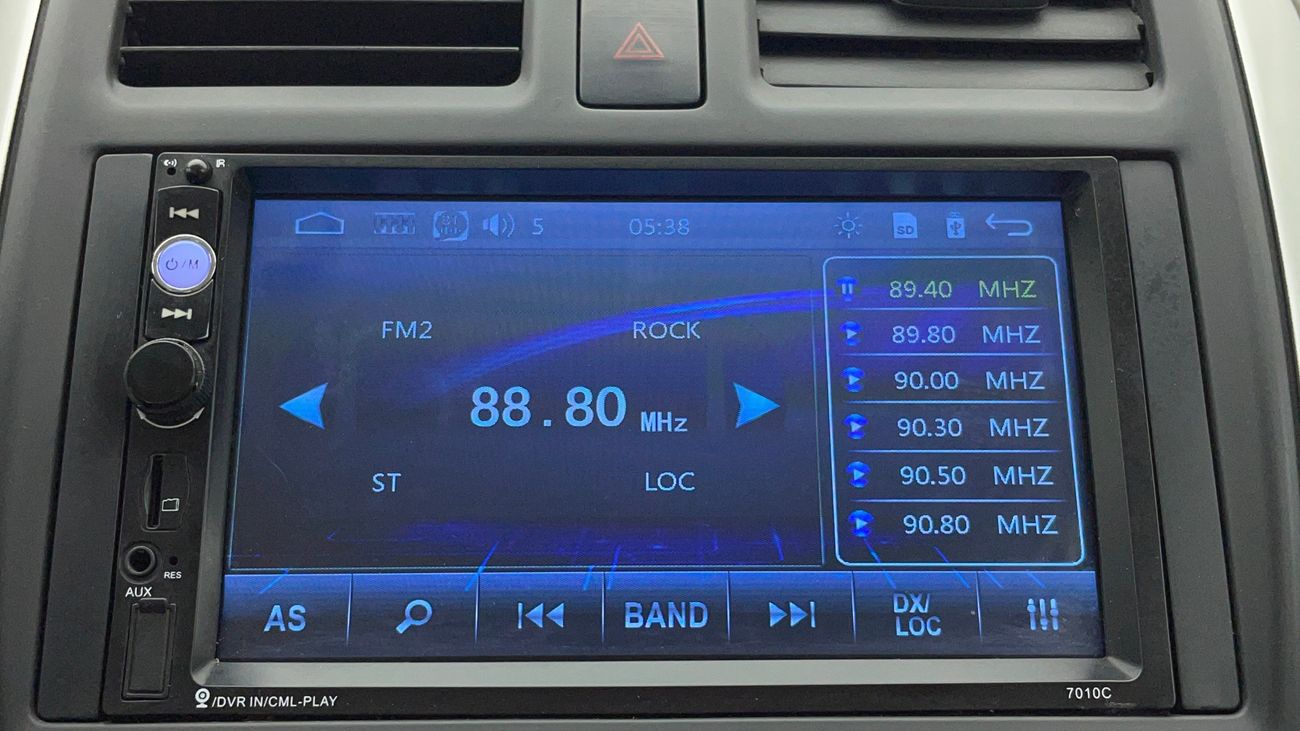 IR
⏻/M
5 05:38 SD
FM2 ROCK
88.80 MHz
ST LOC
89.40 MHZ
89.80 MHZ
90.00 MHZ
90.30 MHZ
90.50 MHZ
90.80 MHZ
RES
AUX
AS BAND DX/
LOC
/DVR IN/CML-PLAY
7010C